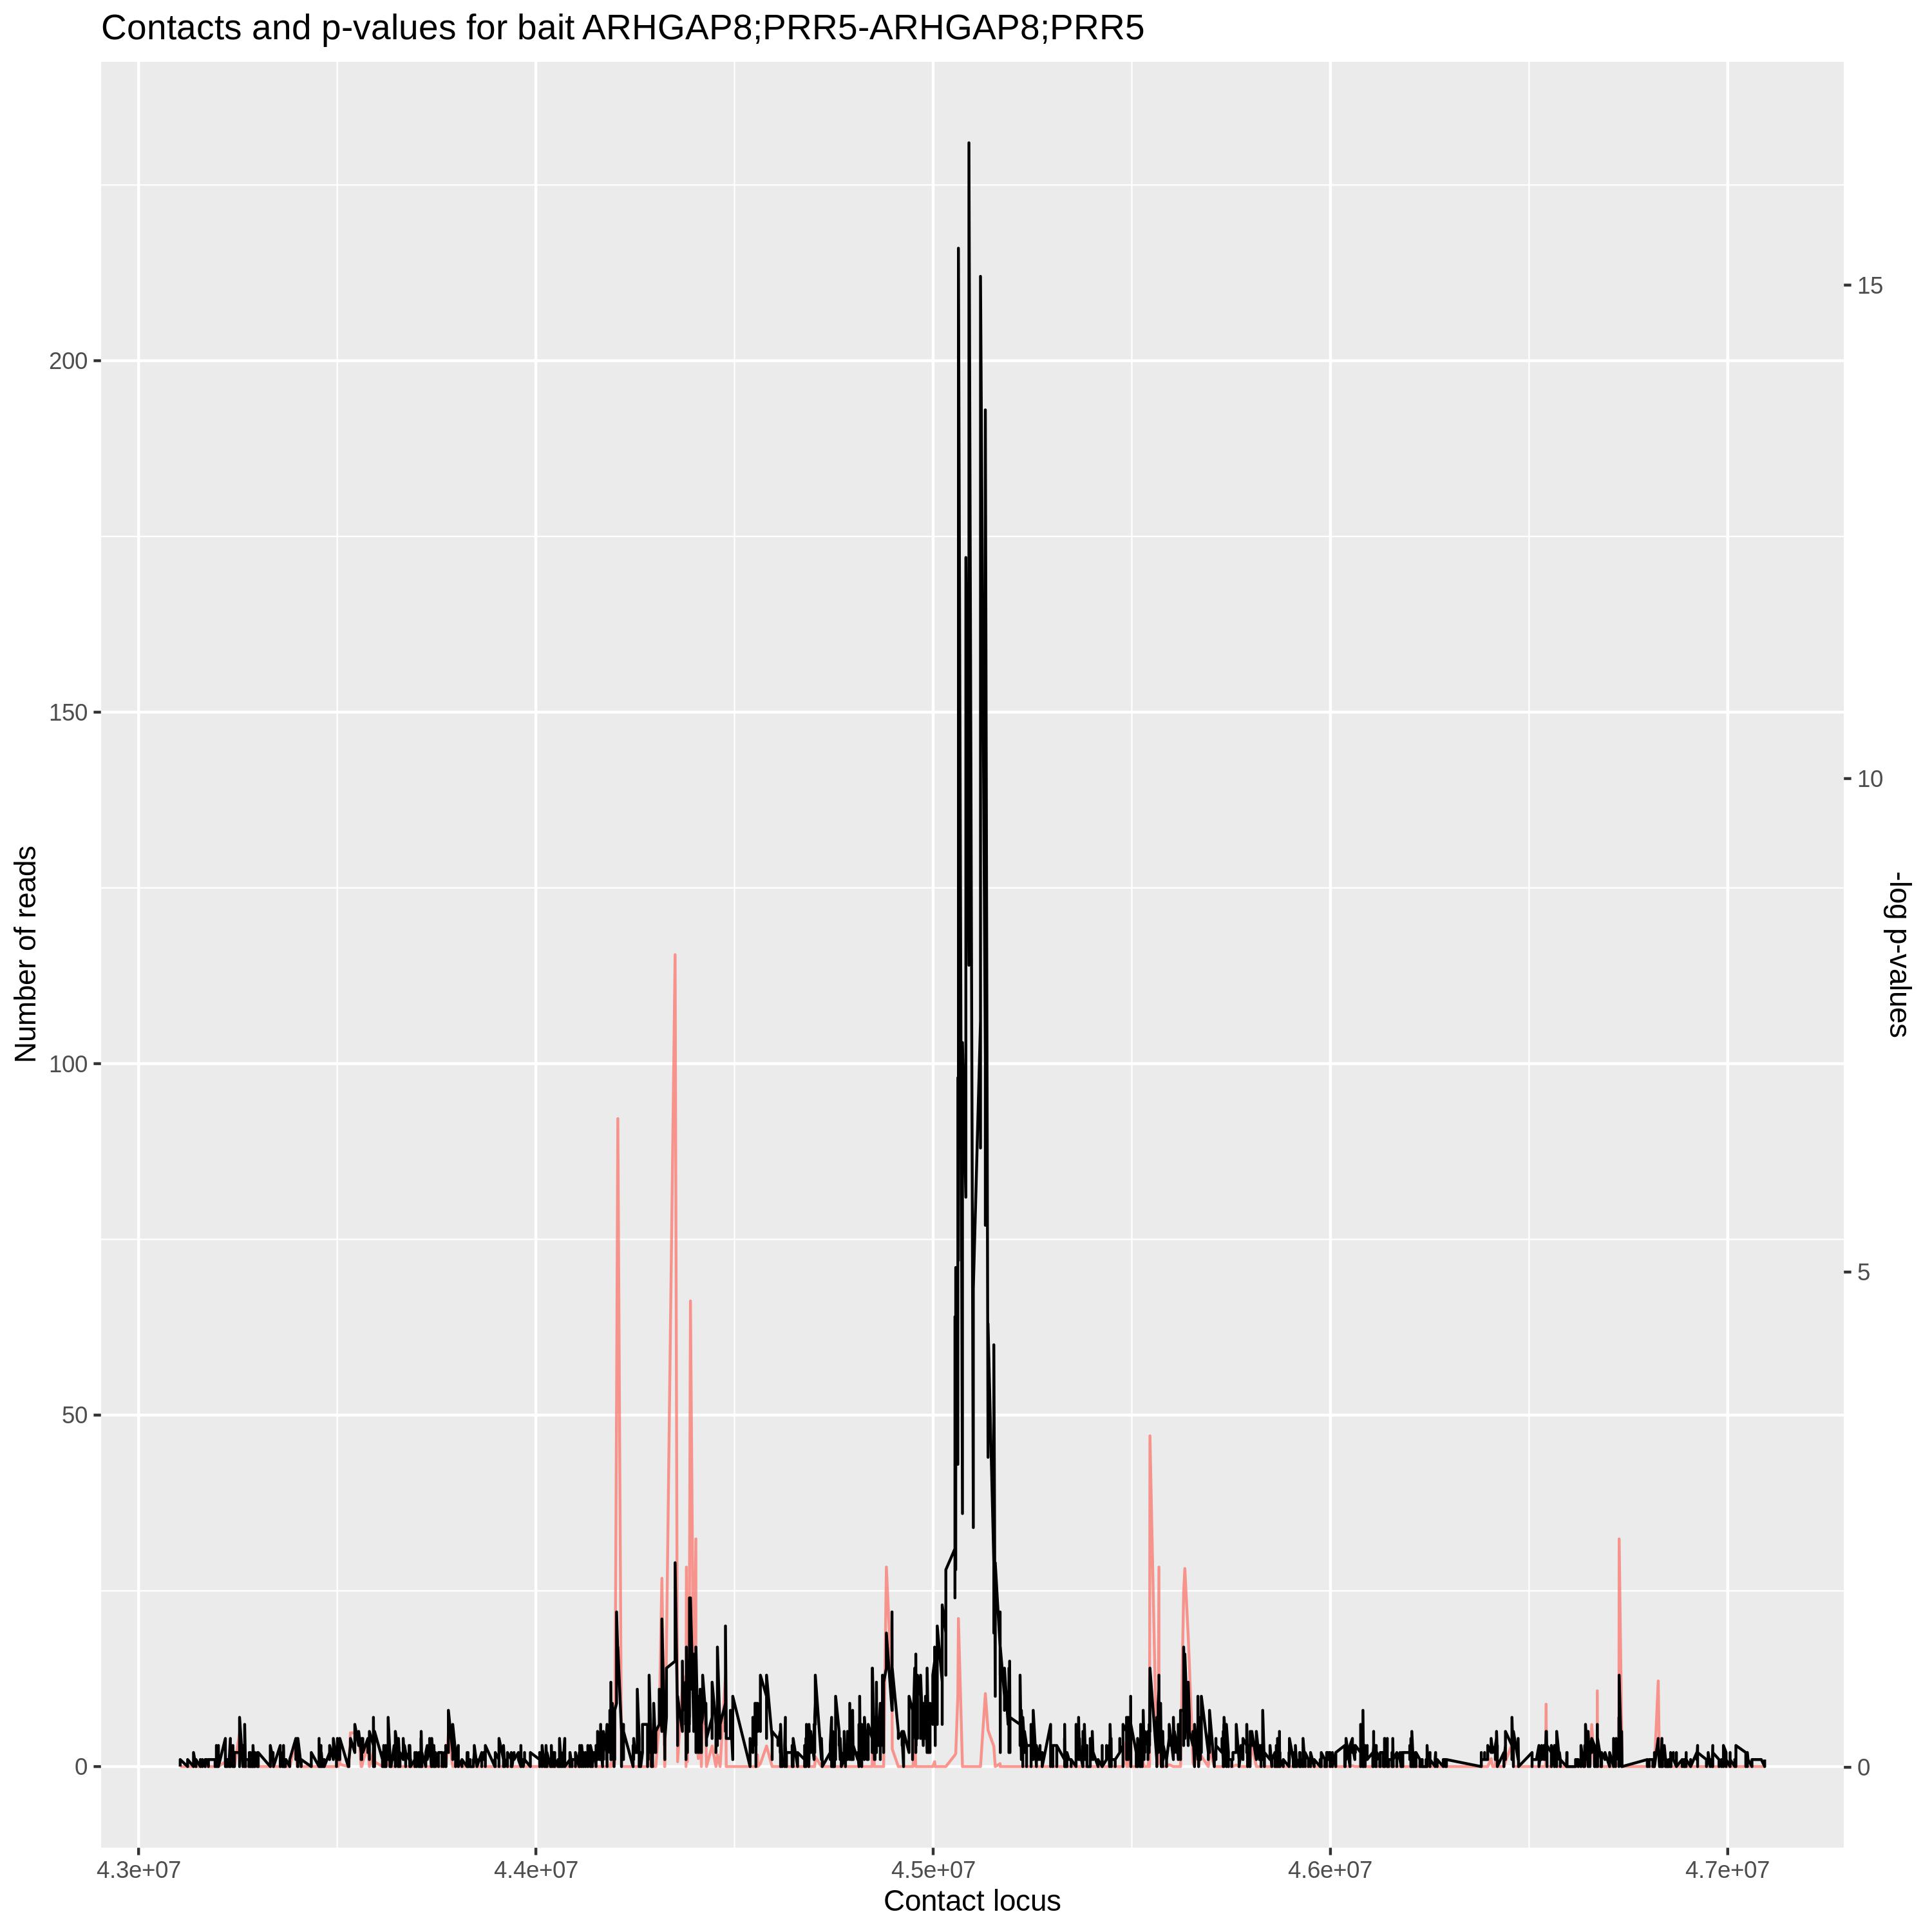 Contacts and p-values for bait ARHGAP8;PRR5-ARHGAP8;PRR5
Number of reads
200
150
100
50
0
15
10
5
0
-log p-values
4.3e+07 4.4e+07 4.5e+07 4.6e+07 4.7e+07
Contact locus